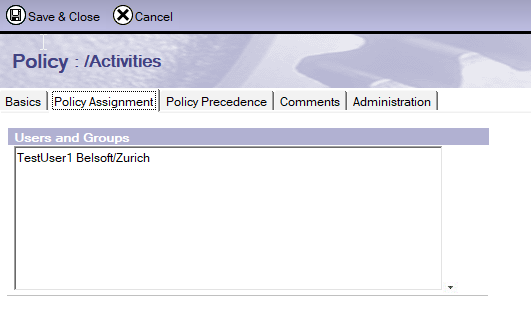 Save & Close Cancel
Policy : /Activities
Basics Policy Assignment Policy Precedence Comments Administration
Users and Groups
TestUser1 Belsoft/Zurich